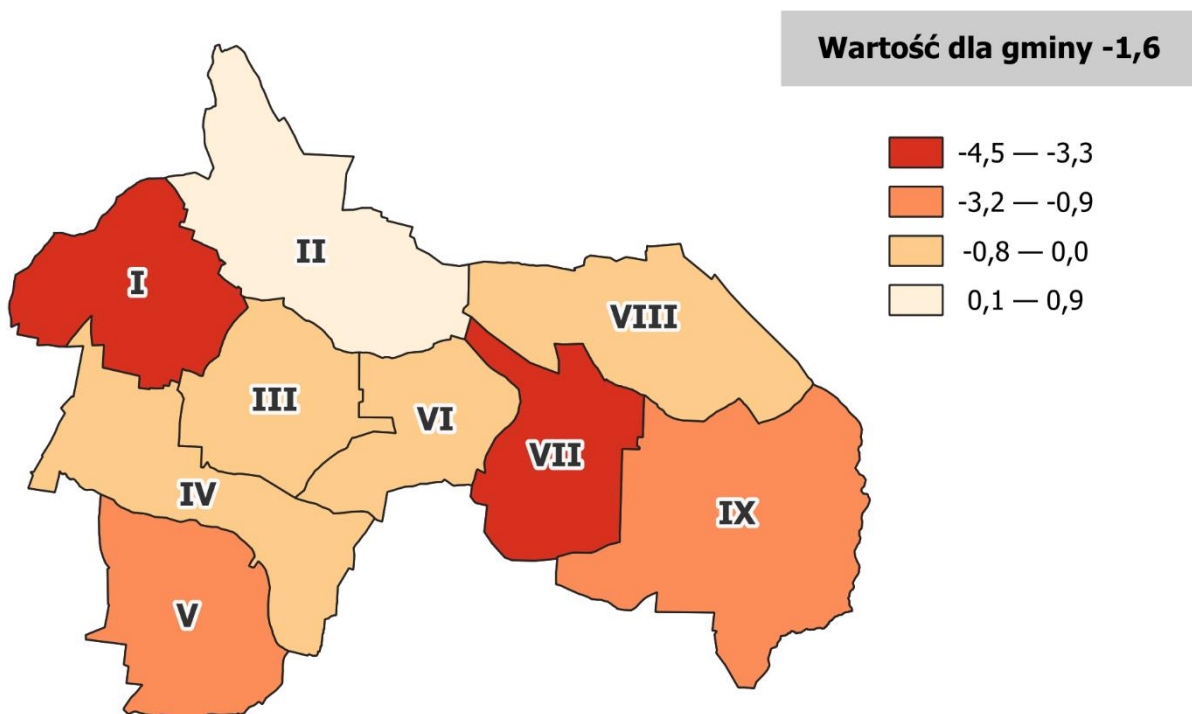 Wartość dla gminy -1,6
-4,5 — -3,3
-3,2 — -0,9
-0,8 — 0,0
0,1 — 0,9
I
II
III
IV
V
VI
VII
VIII
IX